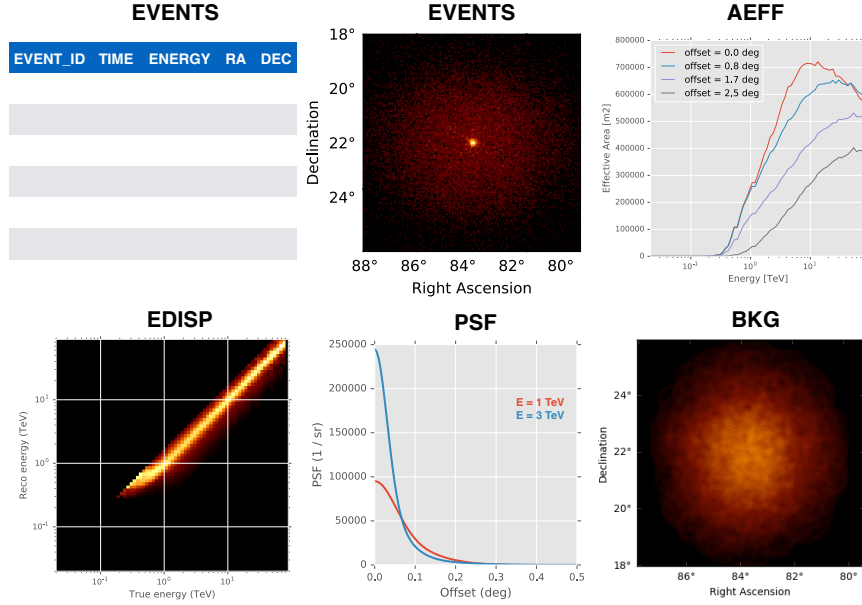 EVENTS
EVENT_ID TIME ENERGY RA DEC
EVENTS
18°
20°
22°
24°
Declination
88° 86° 84° 82° 80°
Right Ascension
AEFF
800000
700000
600000
500000
400000
300000
200000
100000
0
Effective Area [m2]
offset = 0.0 deg
offset = 0,8 deg
offset = 1.7 deg
offset = 2,5 deg
10⁻¹ 10⁰ 10¹
Energy [TeV]
EDISP
10¹
10⁰
10⁻¹
Reco energy (TeV)
10⁻¹ 10⁰ 10¹
True energy (TeV)
PSF
250000
200000
150000
100000
50000
0
PSF (1 / sr)
E = 1 TeV
E = 3 TeV
0.0 0.1 0.2 0.3 0.4 0.5
Offset (deg)
BKG
24°
22°
20°
18°
Declination
86° 84° 82° 80°
Right Ascension